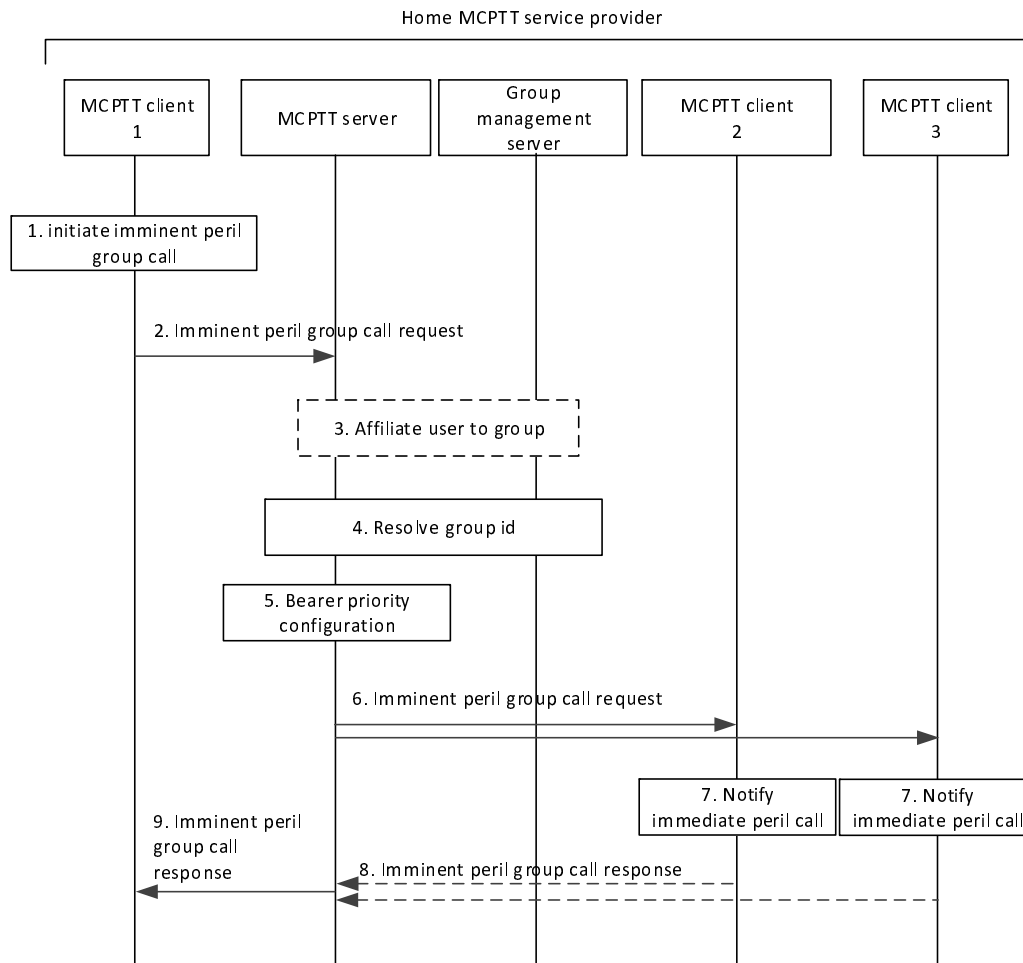 Home MCPTT service provider
MCPTT client
1
MCPTT server
Group
management
server
MCPTT client
2
MCPTT client
3
1. initiate imminent peril
group call
2. Imminent peril group call request
3. Affiliate user to group
4. Resolve group id
5. Bearer priority
configuration
6. Imminent peril group call request
7. Notify
immediate peril call
7. Notify
immediate peril call
9. Imminent peril
group call
response
8. Imminent peril group call response